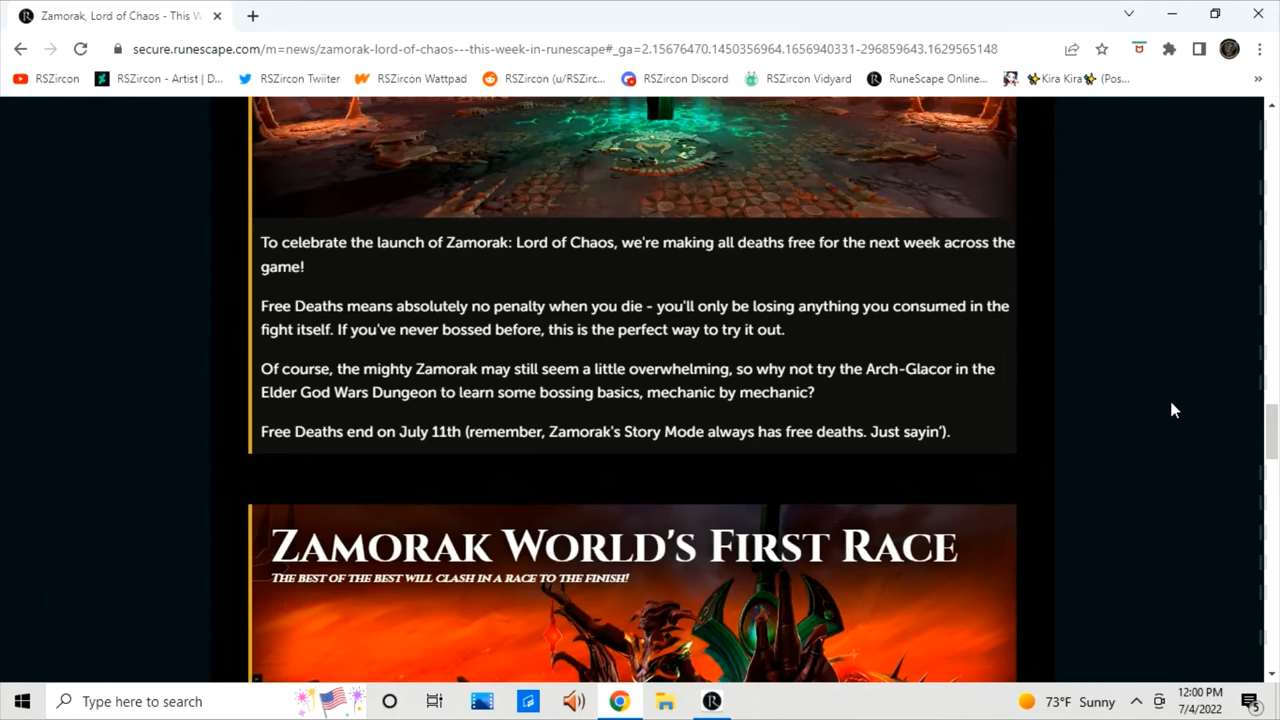 Zamorak, Lord of Chaos - This W
secure.runescape.com/m=news/zamorak-lord-of-chaos---this-week-in-runescape#_ga=2.15676470.1450356964.1656940331-296859643.1629565148
RSZircon
RSZircon - Artist | D...
RSZircon Twiiter
RSZircon Wattpad
RSZircon (u/RSZirc...
RSZircon Discord
RSZircon Vidyard
RuneScape Online...
Kira Kira (Pos...
»
To celebrate the launch of Zamorak: Lord of Chaos, we're making all deaths free for the next week across the
game!
Free Deaths means absolutely no penalty when you die - you'll only be losing anything you consumed in the
fight itself. If you've never bossed before, this is the perfect way to try it out.
Of course, the mighty Zamorak may still seem a little overwhelming, so why not try the Arch-Glacor in the
Elder God Wars Dungeon to learn some bossing basics, mechanic by mechanic?
Free Deaths end on July 11th (remember, Zamorak's Story Mode always has free deaths. Just sayin').
Zamorak World's First Race
The best of the best will clash in a race to the finish!
Type here to search
73°F Sunny
12:00 PM
7/4/2022
5